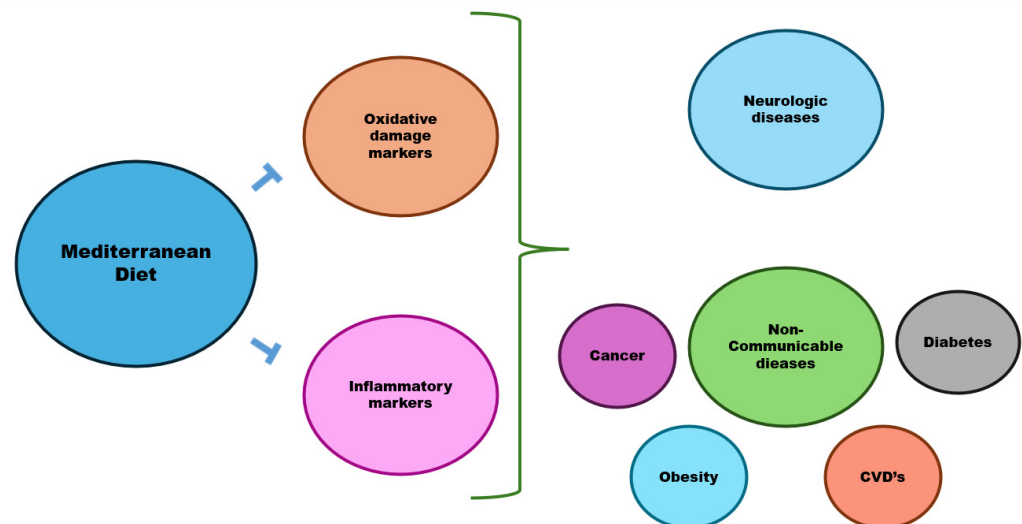 Mediterranean
Diet
Oxidative
damage
markers
Inflammatory
markers
Neurologic
diseases
Non-
Communicable
dieases
Cancer
Diabetes
Obesity
CVD's